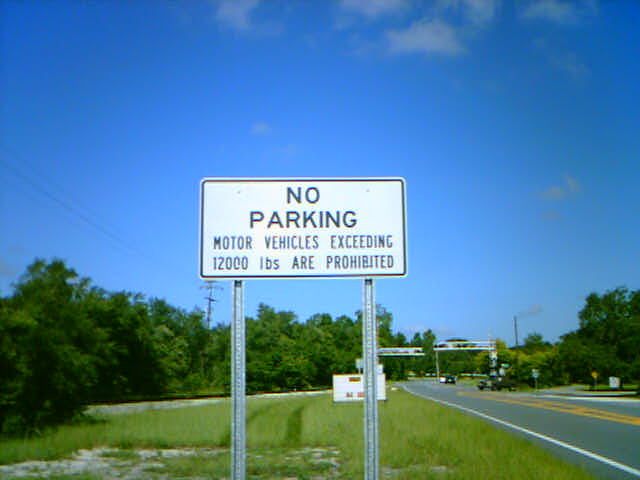 NO
PARKING
MOTOR VEHICLES EXCEEDING
12000 lbs ARE PROHIBITED